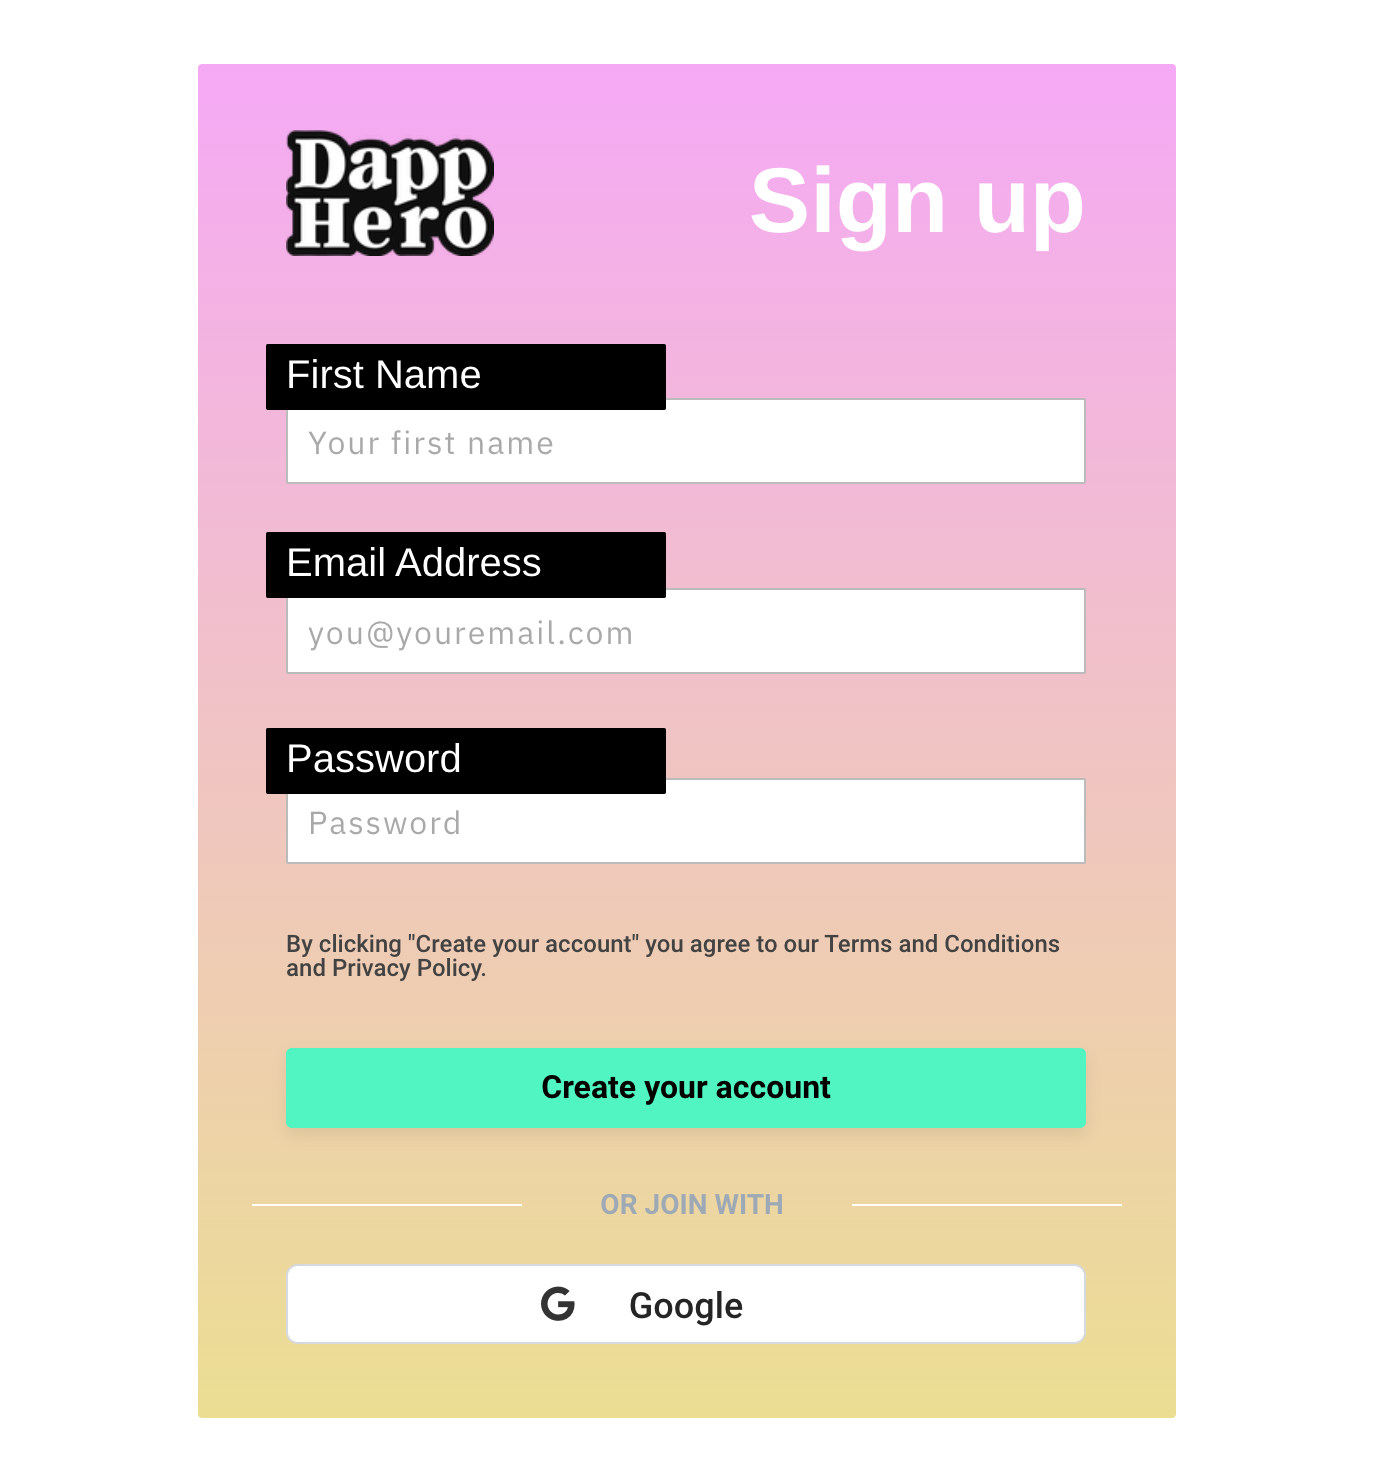 Dapp
Hero
Sign up
First Name
Your first name
Email Address
you@youremail.com
Password
Password
By clicking "Create your account" you agree to our Terms and Conditions
and Privacy Policy.
Create your account
OR JOIN WITH
G Google